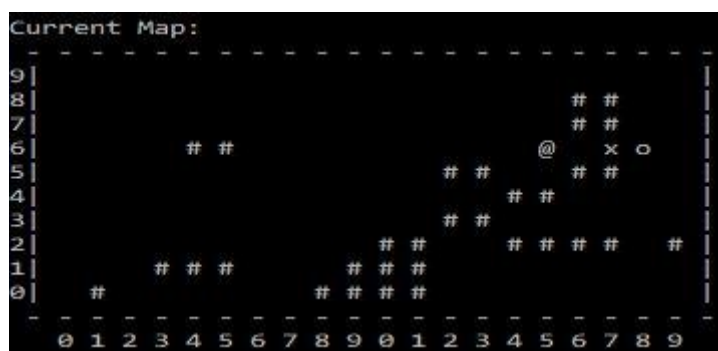 Current Map:
 - - - - - - - - - - - - - - - - - - - - - -
9|                                         |
8|                                 # #     |
7|                                 # #     |
6|         # #                   @   x o   |
5|                         # #     # #     |
4|                             # #         |
3|                         # #             |
2|                     # #     # # # #   # |
1|       # # #       # # #                 |
0|   #             # # # #                 |
 - - - - - - - - - - - - - - - - - - - - - -
   0 1 2 3 4 5 6 7 8 9 0 1 2 3 4 5 6 7 8 9